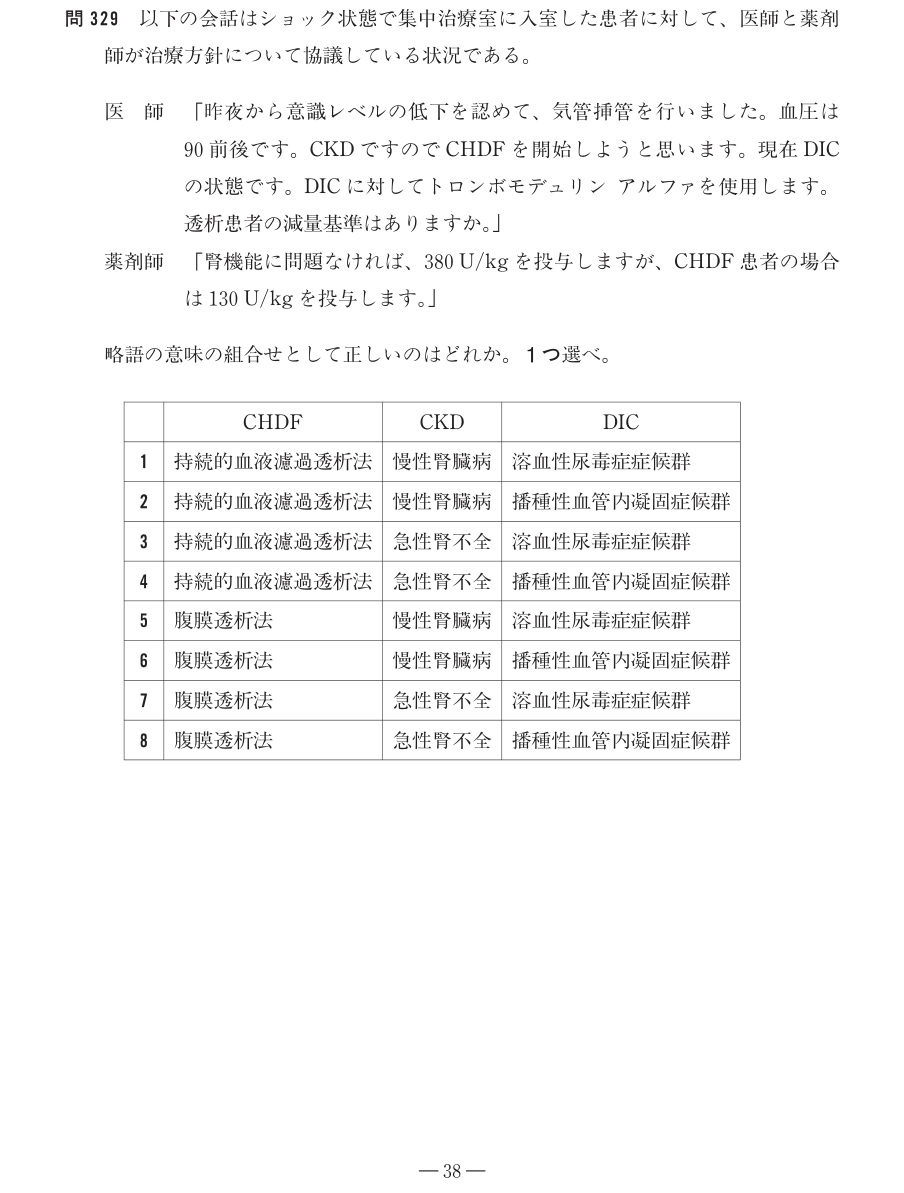 問 329 以下の会話はショック状態で集中治療室に入室した患者に対して、医師と薬剤
師が治療方針について協議している状況である。
医 師 「昨夜から意識レベルの低下を認めて、気管挿管を行いました。血圧は
90 前後です。CKD ですので CHDF を開始しようと思います。現在 DIC
の状態です。DIC に対してトロンボモデュリン アルファを使用します。
透析患者の減量基準はありますか。」
薬剤師 「腎機能に問題なければ、380 U/kg を投与しますが、CHDF 患者の場合
は 130 U/kg を投与します。」
略語の意味の組合せとして正しいのはどれか。1つ選べ。
CHDF CKD DIC
1 持続的血液濾過透析法 慢性腎臓病 溶血性尿毒症症候群
2 持続的血液濾過透析法 慢性腎臓病 播種性血管内凝固症候群
3 持続的血液濾過透析法 急性腎不全 溶血性尿毒症症候群
4 持続的血液濾過透析法 急性腎不全 播種性血管内凝固症候群
5 腹膜透析法 慢性腎臓病 溶血性尿毒症症候群
6 腹膜透析法 慢性腎臓病 播種性血管内凝固症候群
7 腹膜透析法 急性腎不全 溶血性尿毒症症候群
8 腹膜透析法 急性腎不全 播種性血管内凝固症候群
― 38 ―